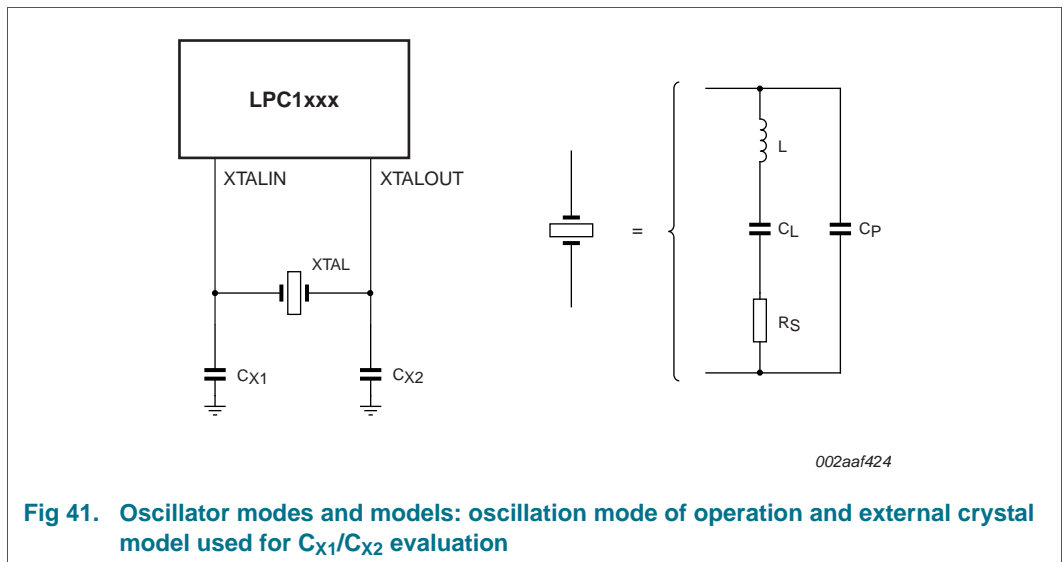 LPC1xxx
XTALIN
XTALOUT
XTAL
CX1
CX2
=
L
CL
CP
RS
002aaf424
Fig 41. Oscillator modes and models: oscillation mode of operation and external crystal
model used for CX1/CX2 evaluation